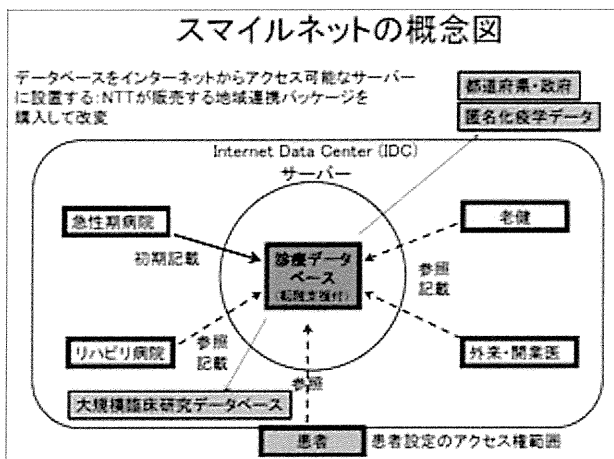 スマイルネットの概念図
データベースをインターネットからアクセス可能なサーバー
に設置する:NTTが販売する地域連携パッケージを
購入して改変
都道府県・政府
匿名化疫学データ
Internet Data Center (IDC)
サーバー
急性期病院
老健
初期記載
診療データ
ベース
参照
記載
リハビリ病院
参照
記載
外来・開業医
参照
大規模臨床研究データベース
患者
患者設定のアクセス権範囲